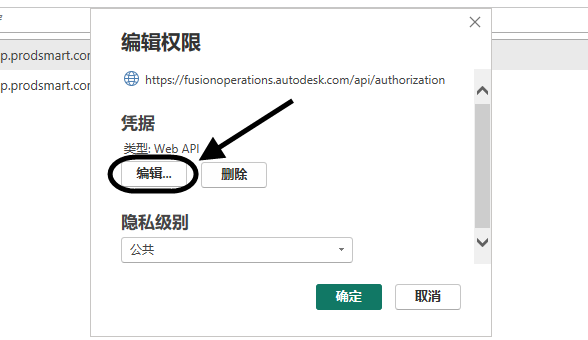 编辑权限
p.prodsmart.com
https://fusionoperations.autodesk.com/api/authorization
p.prodsmart.com
凭据
类型: Web API
编辑...
删除
隐私级别
公共
确定
取消